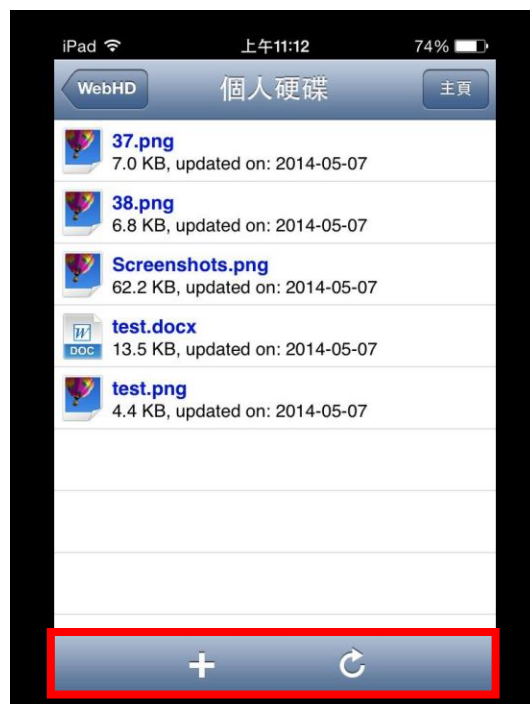 iPad 上午11:12 74%
WebHD 個人硬碟 主頁
37.png
7.0 KB, updated on: 2014-05-07
38.png
6.8 KB, updated on: 2014-05-07
Screenshots.png
62.2 KB, updated on: 2014-05-07
test.docx
W
DOC 13.5 KB, updated on: 2014-05-07
test.png
4.4 KB, updated on: 2014-05-07